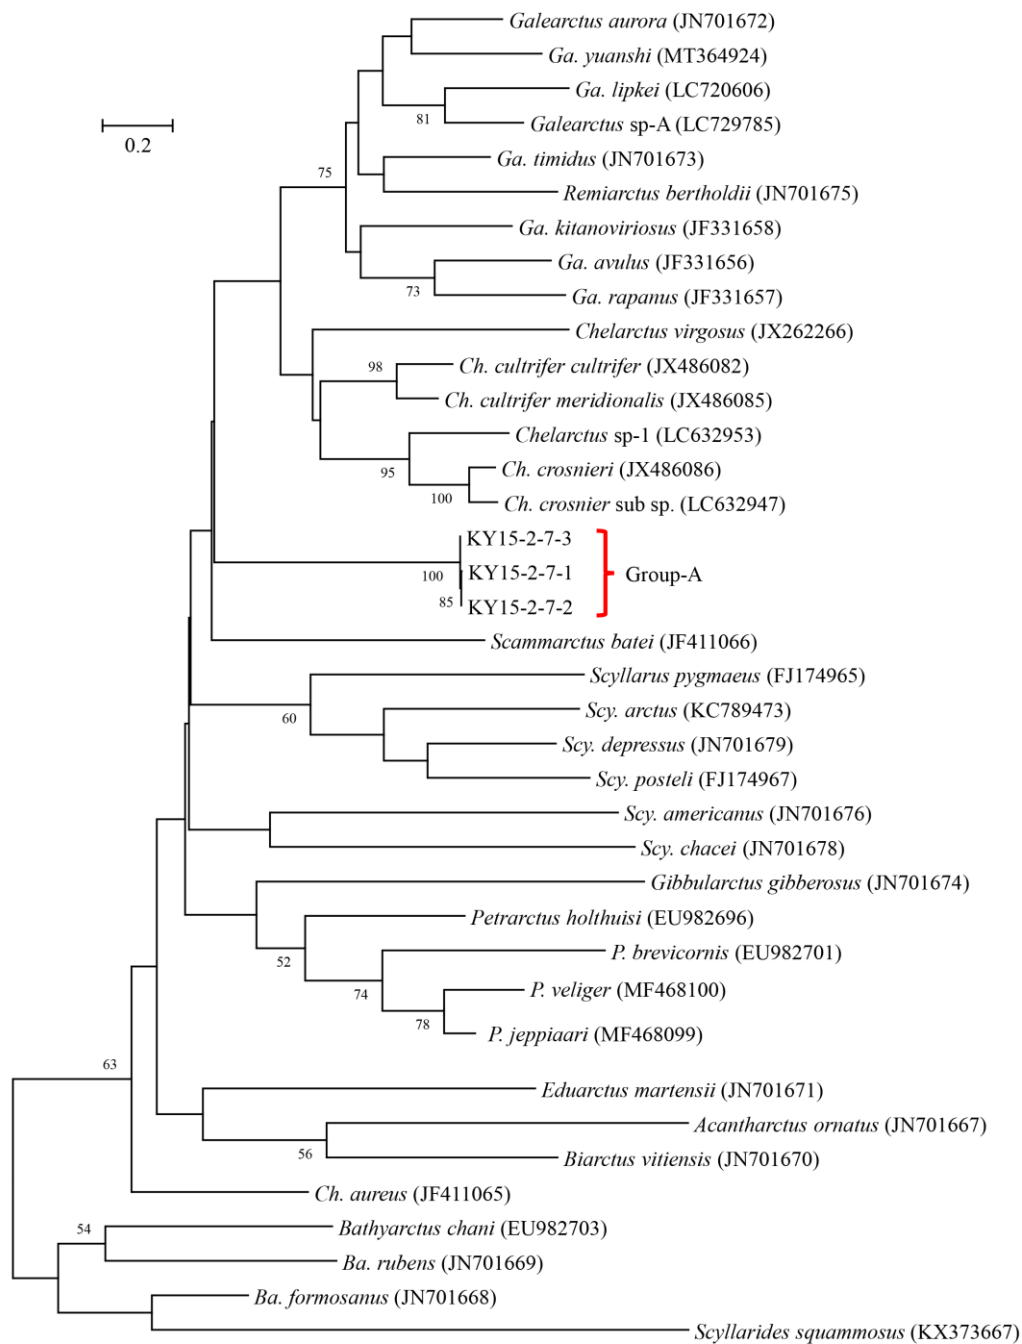 Galearctus aurora (JN701672)
Ga. yuanshi (MT364924)
Ga. lipkei (LC720606)
81
Galearctus sp-A (LC729785)
0.2
Ga. timidus (JN701673)
75
Remiarctus bertholdii (JN701675)
Ga. kitanoviriosus (JF331658)
Ga. avulus (JF331656)
73
Ga. rapanus (JF331657)
Chelarctus virgosus (JX262266)
98
Ch. cultrifer cultrifer (JX486082)
Ch. cultrifer meridionalis (JX486085)
Chelarctus sp-1 (LC632953)
95
Ch. crosnieri (JX486086)
100
Ch. crosnier sub sp. (LC632947)
KY15-2-7-3
100
KY15-2-7-1
Group-A
85
KY15-2-7-2
Scammarctus batei (JF411066)
Scyllarus pygmaeus (FJ174965)
60
Scy. arctus (KC789473)
Scy. depressus (JN701679)
Scy. posteli (FJ174967)
Scy. americanus (JN701676)
Scy. chacei (JN701678)
Gibbularctus gibberosus (JN701674)
Petrarctus holthuisi (EU982696)
52
P. brevicornis (EU982701)
74
P. veliger (MF468100)
78
P. jeppiaari (MF468099)
63
Eduarctus martensii (JN701671)
Acantharctus ornatus (JN701667)
56
Biarctus vitiensis (JN701670)
Ch. aureus (JF411065)
54
Bathyarctus chani (EU982703)
Ba. rubens (JN701669)
Ba. formosanus (JN701668)
Scyllarides squammosus (KX373667)